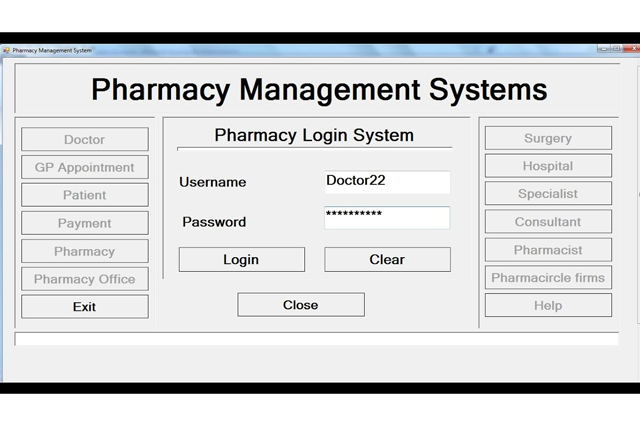 Pharmacy Management System
Pharmacy Management Systems
Doctor
GP Appointment
Patient
Payment
Pharmacy
Pharmacy Office
Exit
Pharmacy Login System
Username
Doctor22
Password
**********
Login
Clear
Close
Surgery
Hospital
Specialist
Consultant
Pharmacist
Pharmacircle firms
Help